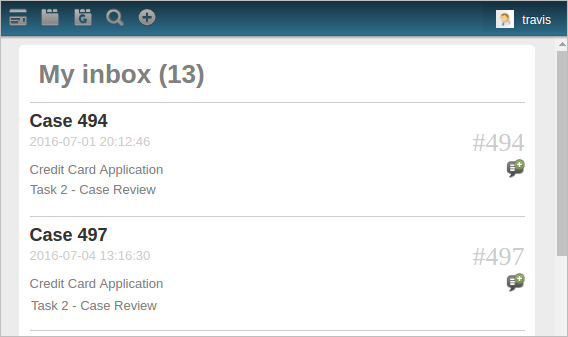 travis
My inbox (13)
Case 494
2016-07-01 20:12:46
#494
Credit Card Application
Task 2 - Case Review
Case 497
2016-07-04 13:16:30
#497
Credit Card Application
Task 2 - Case Review